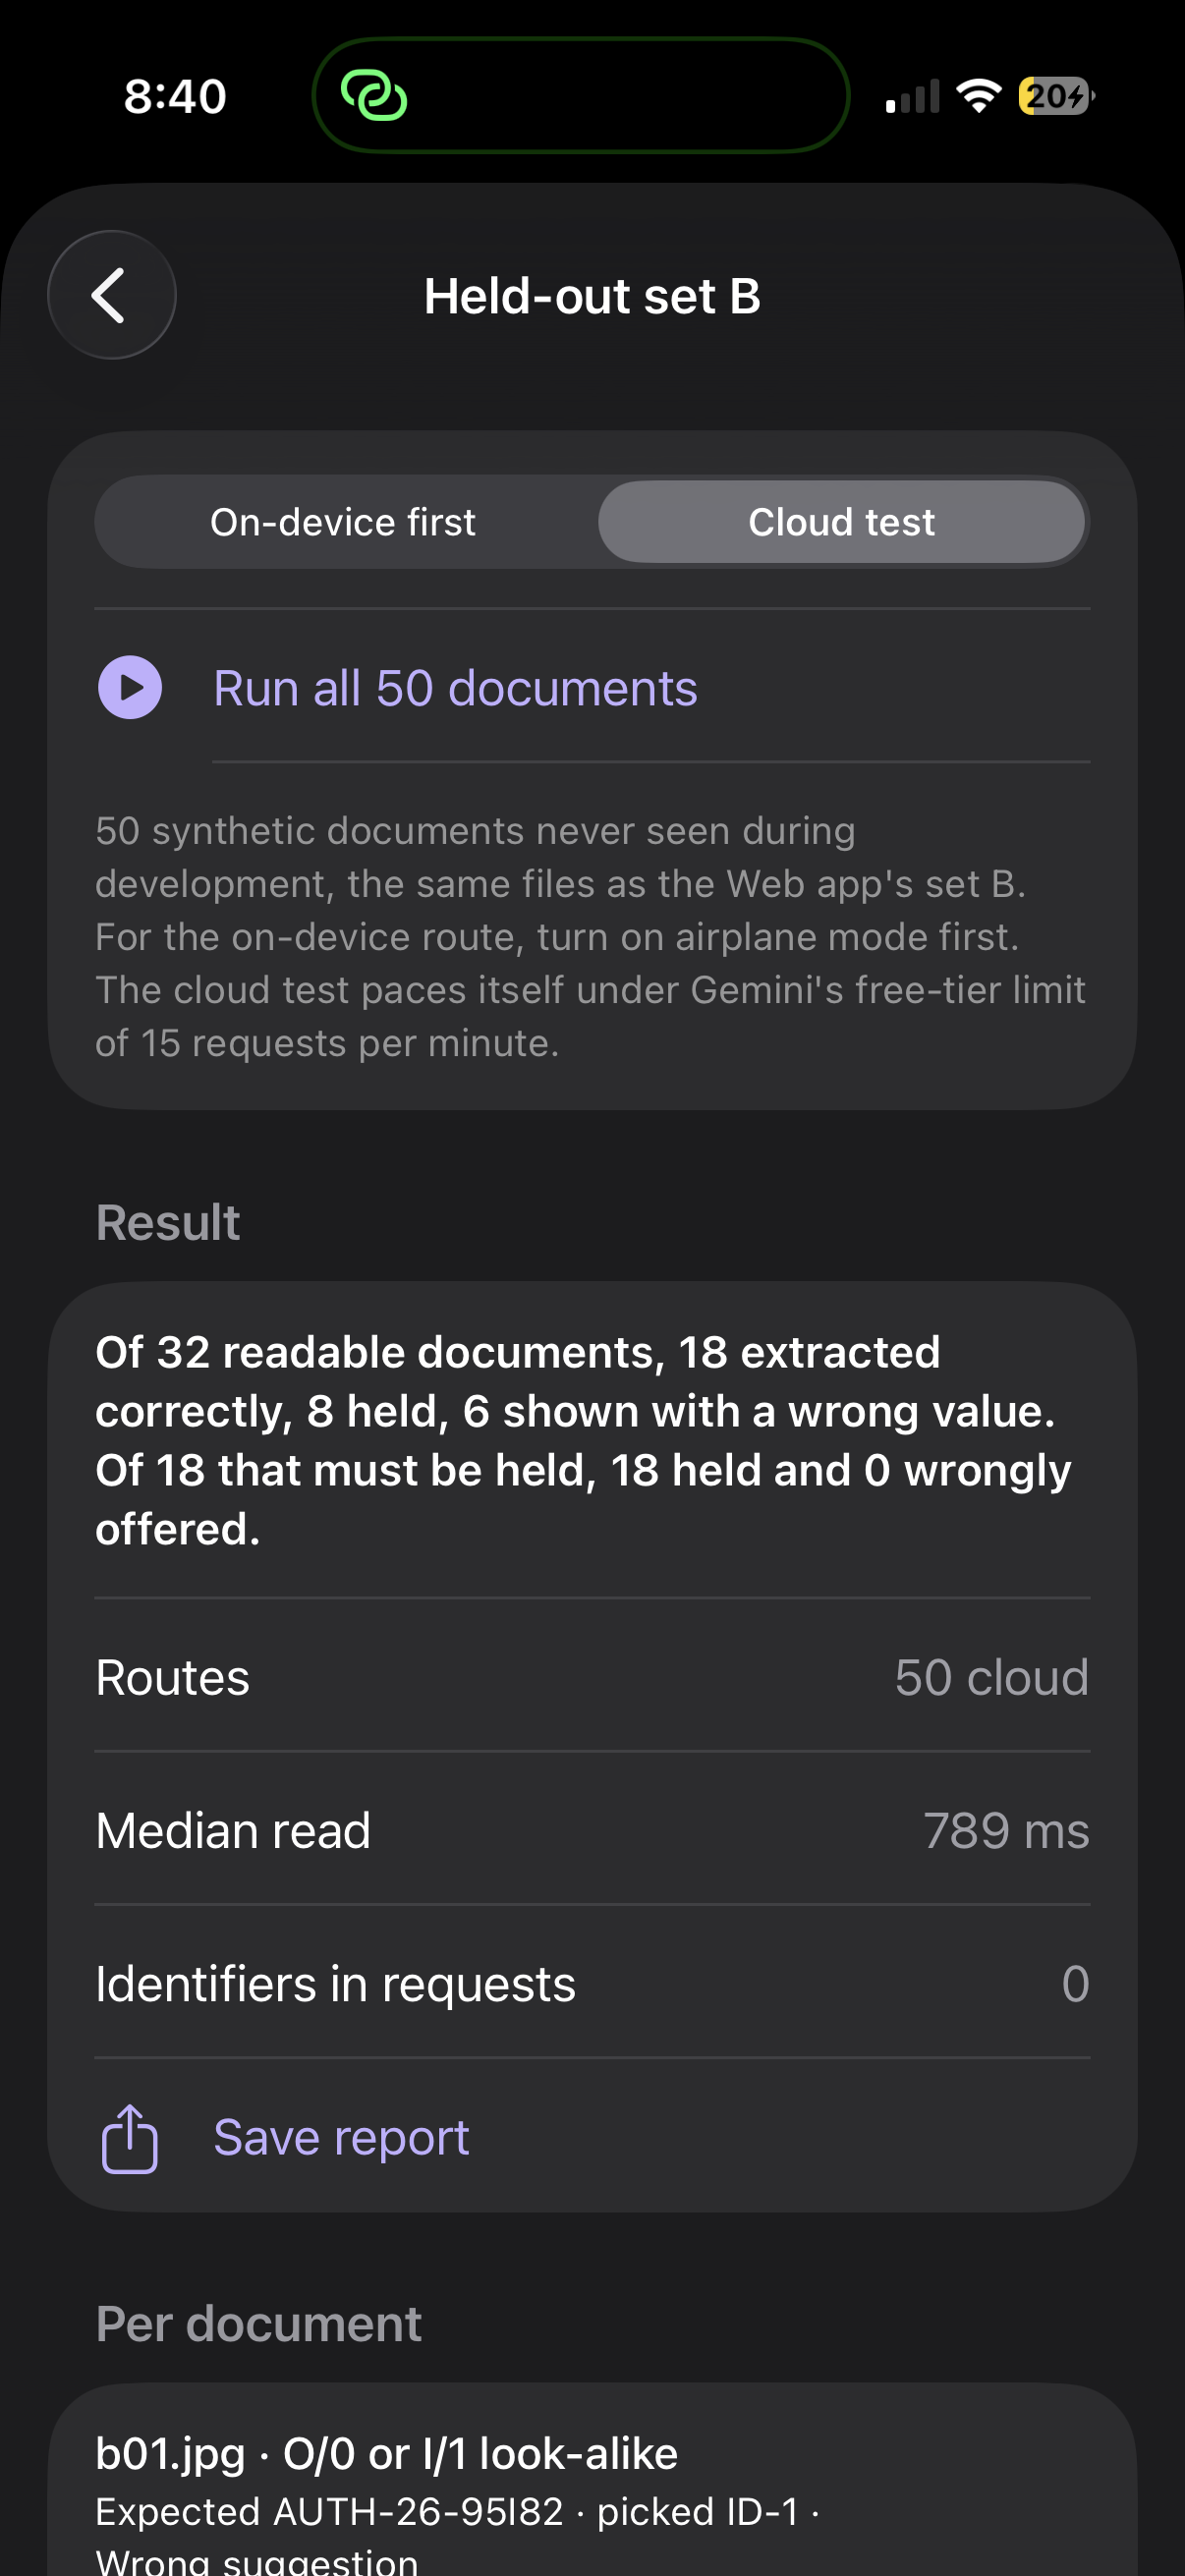 8:40
20
Held-out set B
On-device first
Cloud test
Run all 50 documents
50 synthetic documents never seen during
development, the same files as the Web app's set B.
For the on-device route, turn on airplane mode first.
The cloud test paces itself under Gemini's free-tier limit
of 15 requests per minute.
Result
Of 32 readable documents, 18 extracted
correctly, 8 held, 6 shown with a wrong value.
Of 18 that must be held, 18 held and 0 wrongly
offered.
Routes
50 cloud
Median read
789 ms
Identifiers in requests
0
Save report
Per document
b01.jpg · O/0 or I/1 look-alike
Expected AUTH-26-95I82 · picked ID-1 ·
Wrong suggestion